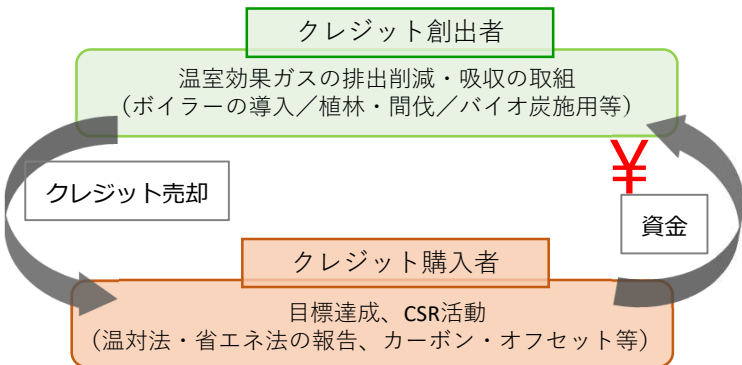 クレジット創出者
温室効果ガスの排出削減・吸収の取組
（ボイラーの導入／植林・間伐／バイオ炭施用等）
クレジット売却
¥
資金
クレジット購入者
目標達成、CSR活動
（温対法・省エネ法の報告、カーボン・オフセット等）